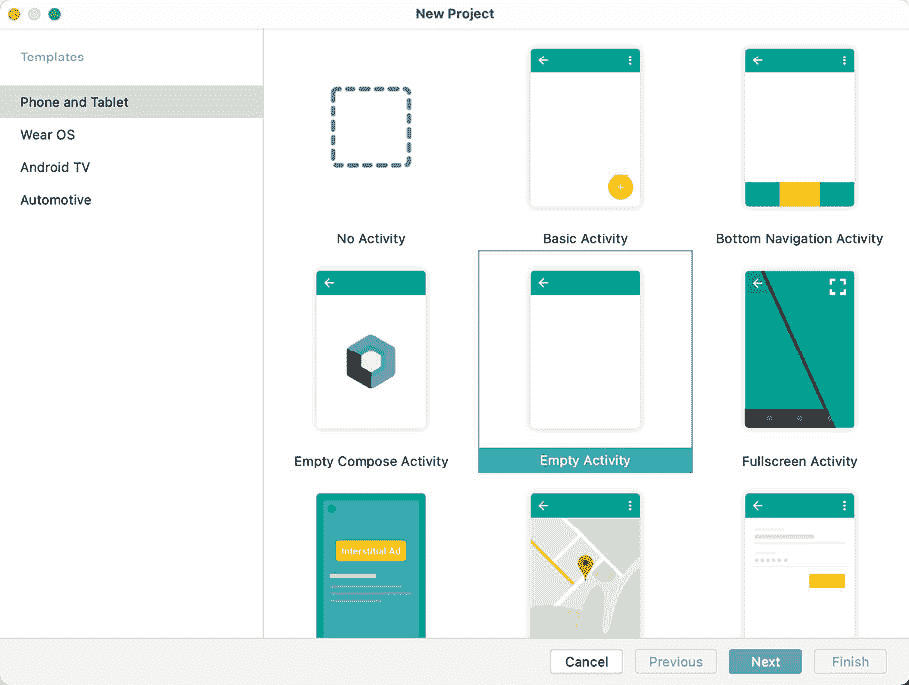 New Project
Templates
Phone and Tablet
Wear OS
Android TV
Automotive
No Activity
Basic Activity
Bottom Navigation Activity
Empty Compose Activity
Empty Activity
Fullscreen Activity
Interstitial Ad
Cancel
Previous
Next
Finish